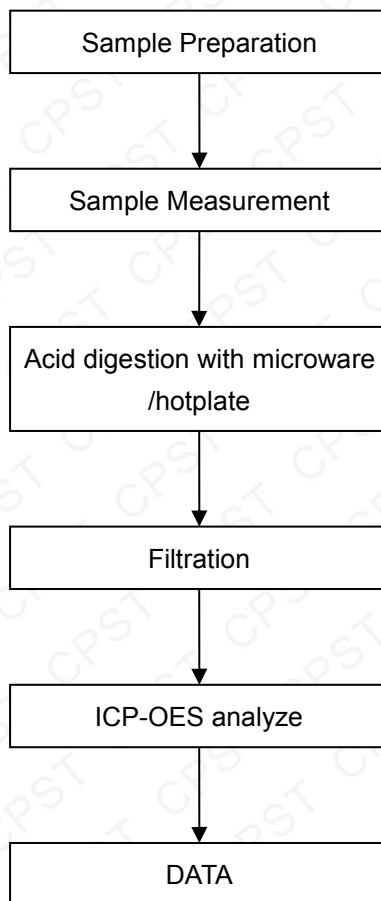 Sample Preparation
Sample Measurement
Acid digestion with microware
/hotplate
Filtration
ICP-OES analyze
DATA